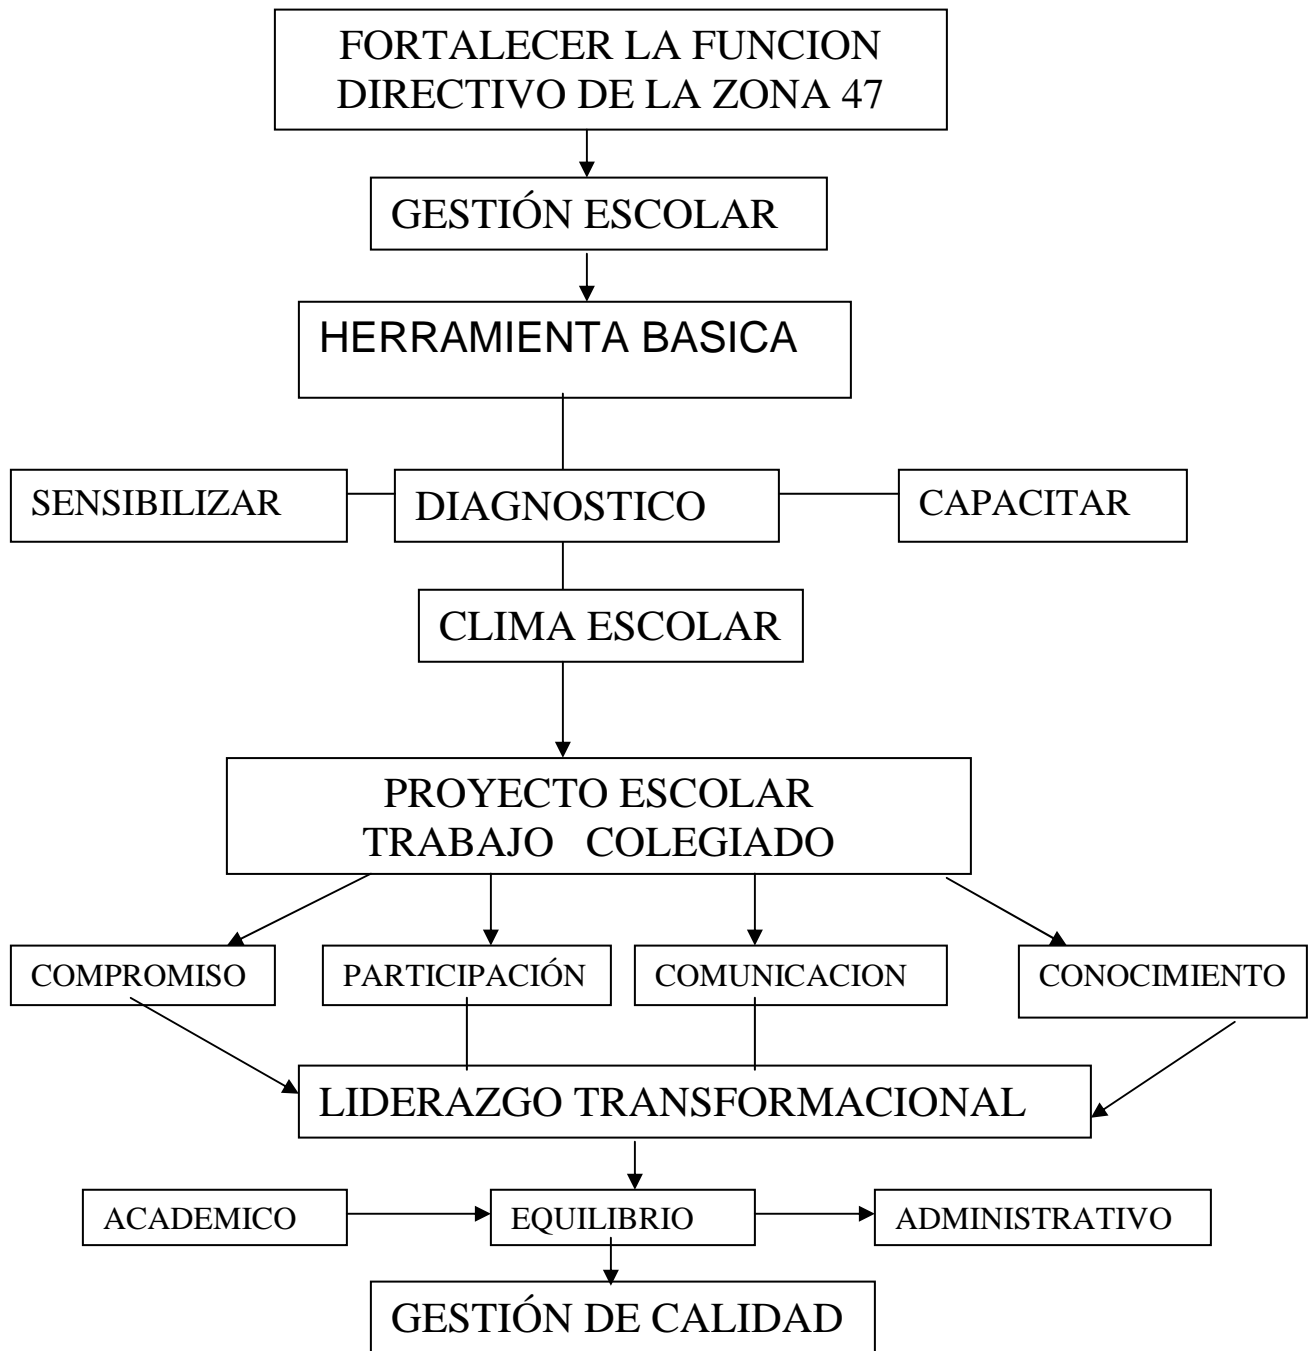 FORTALECER LA FUNCION
DIRECTIVO DE LA ZONA 47
GESTIÓN ESCOLAR
HERRAMIENTA BASICA
SENSIBILIZAR
DIAGNOSTICO
CAPACITAR
CLIMA ESCOLAR
PROYECTO ESCOLAR
TRABAJO COLEGIADO
COMPROMISO
PARTICIPACIÓN
COMUNICACION
CONOCIMIENTO
LIDERAZGO TRANSFORMACIONAL
ACADEMICO
EQUILIBRIO
ADMINISTRATIVO
GESTIÓN DE CALIDAD